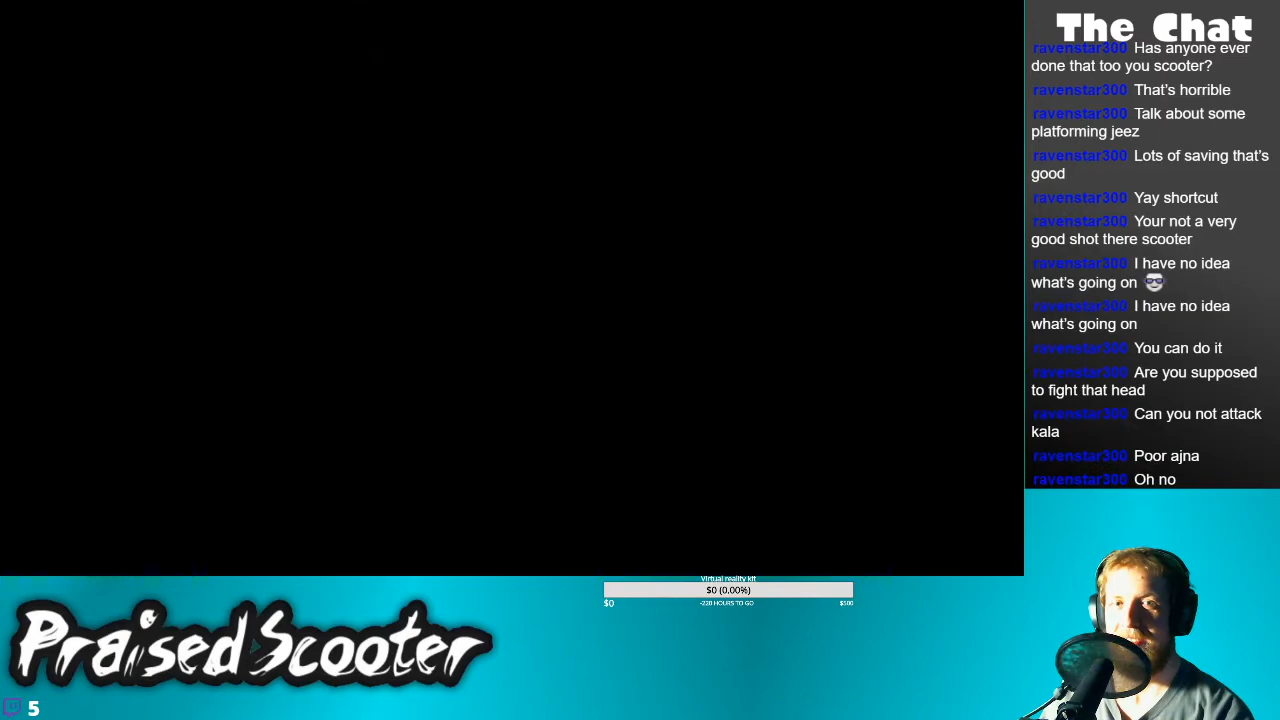 The Chat
ravenstar300 Has anyone ever
done that too you scooter?
ravenstar300 That's horrible
ravenstar300 Talk about some
platforming jeez
ravenstar300 Lots of saving that's
good
ravenstar300 Yay shortcut
ravenstar300 Your not a very
good shot there scooter
ravenstar300 I have no idea
what's going on
ravenstar300 I have no idea
what's going on
ravenstar300 You can do it
ravenstar300 Are you supposed
to fight that head
ravenstar300 Can you not attack
kala
ravenstar300 Poor ajna
ravenstar300 Oh no
Virtual reality kit
$0 (0.00%)
$0 -220 HOURS TO GO $500
PraisedScooter
5